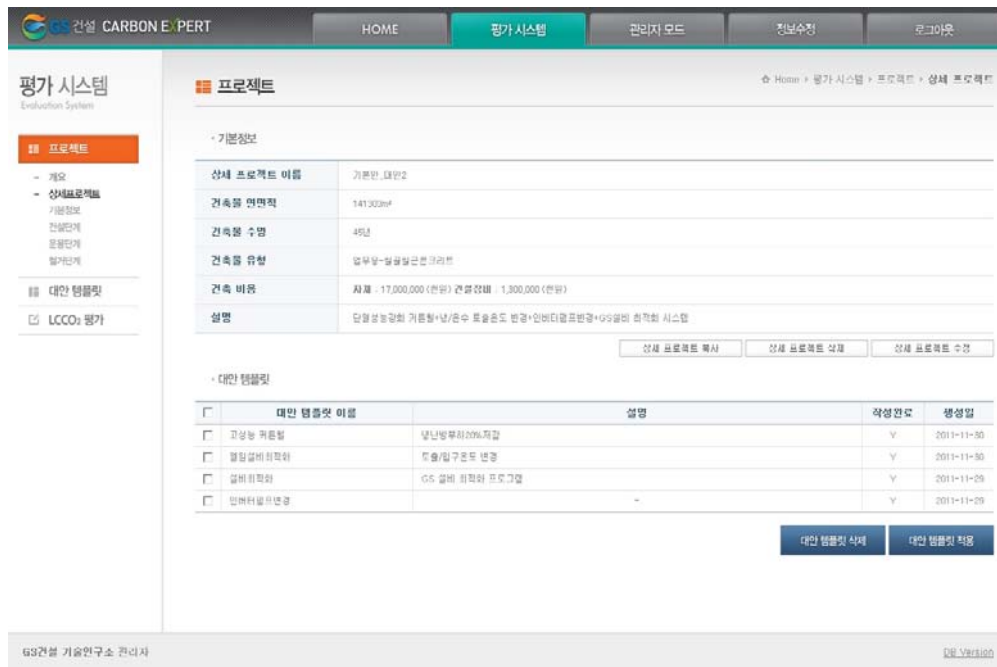 GS건설 CARBON EXPERT
HOME
평가 시스템
관리자 모드
정보수정
로그아웃
평가 시스템
Evaluation System
프로젝트
- 개요
- 상세프로젝트
기본정보
건설단계
운용단계
철거단계
대안 템플릿
LCCO₂ 평가
프로젝트
Home › 평가 시스템 › 프로젝트 › 상세 프로젝트
· 기본정보
상세 프로젝트 이름 기본안_대안2
건축물 연면적 141300m²
건축물 수명 45년
건축물 유형 업무용-철골철근콘크리트
건축 비용 자재 : 17,000,000 (천원) 건설장비 : 1,300,000 (천원)
설명 단열성능강화 커튼월+냉/온수 토출온도 변경+인버터펌프변경+GS설비 최적화 시스템
상세 프로젝트 복사 상세 프로젝트 삭제 상세 프로젝트 수정
· 대안 템플릿
대안 템플릿 이름 설명 작성완료 생성일
고성능 커튼월 냉난방부하20%저감 Y 2011-11-30
열원설비최적화 토출/입구온도 변경 Y 2011-11-30
설비최적화 GS 설비 최적화 프로그램 Y 2011-11-29
인버터펌프변경 - Y 2011-11-29
대안 템플릿 삭제 대안 템플릿 적용
GS건설 기술연구소 관리자
DB Version